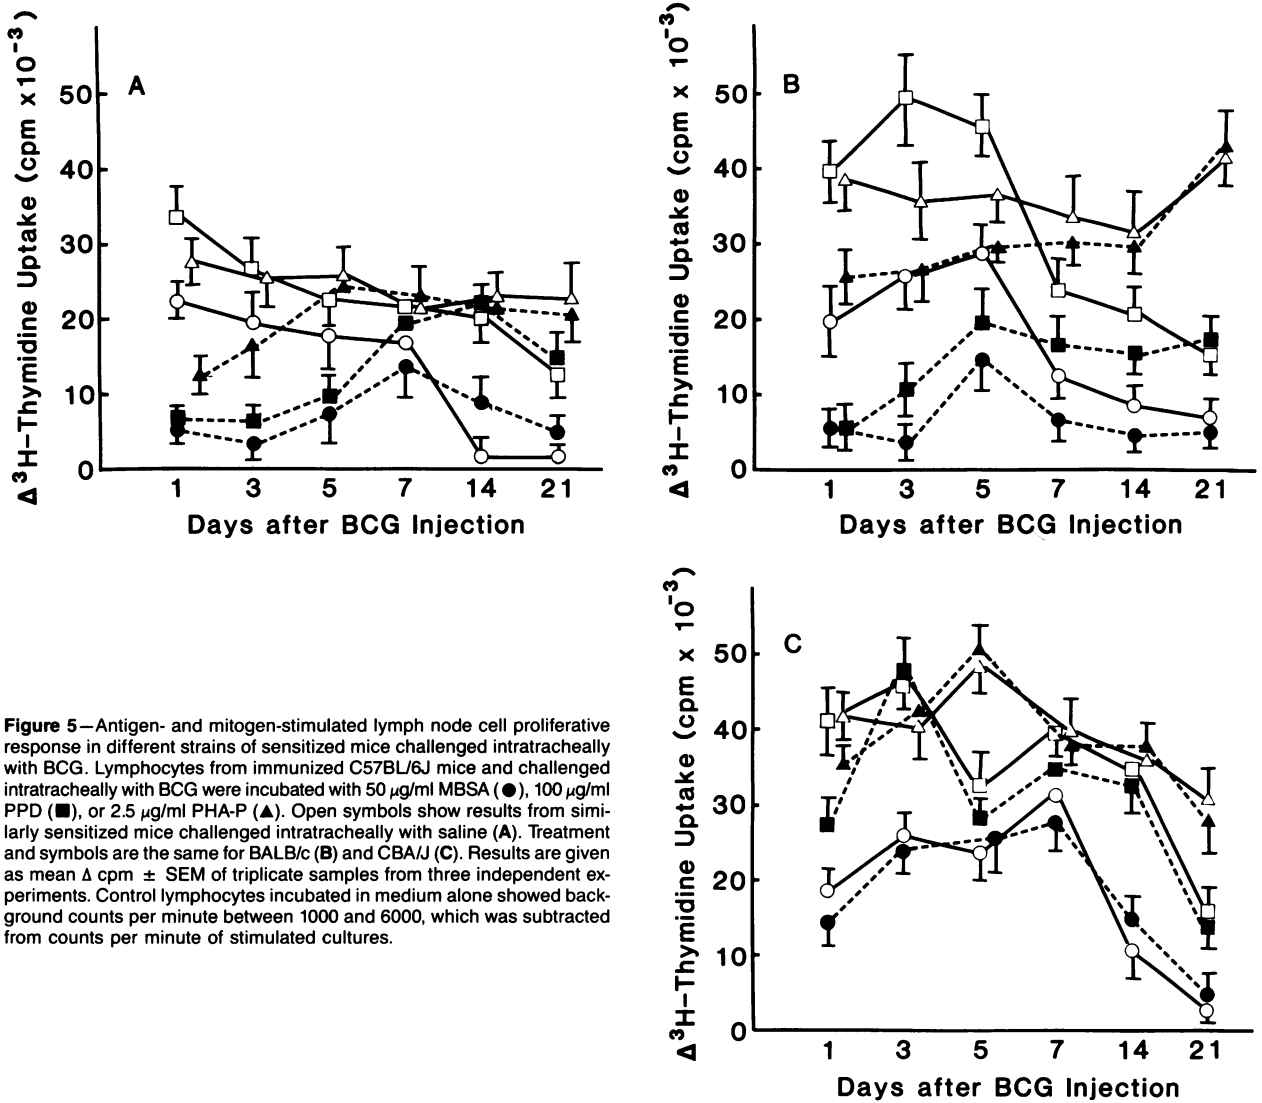 A
Δ ³H–Thymidine Uptake (cpm x 10⁻³)
50
40
30
20
10
0
1 3 5 7 14 21
Days after BCG Injection
B
Δ ³H–Thymidine Uptake (cpm x 10⁻³)
50
40
30
20
10
0
1 3 5 7 14 21
Days after BCG Injection
C
Δ ³H–Thymidine Uptake (cpm x 10⁻³)
50
40
30
20
10
0
1 3 5 7 14 21
Days after BCG Injection
Figure 5—Antigen- and mitogen-stimulated lymph node cell proliferative
response in different strains of sensitized mice challenged intratracheally
with BCG. Lymphocytes from immunized C57BL/6J mice and challenged
intratracheally with BCG were incubated with 50 μg/ml MBSA (●), 100 μg/ml
PPD (■), or 2.5 μg/ml PHA-P (▲). Open symbols show results from simi-
larly sensitized mice challenged intratracheally with saline (A). Treatment
and symbols are the same for BALB/c (B) and CBA/J (C). Results are given
as mean Δ cpm ± SEM of triplicate samples from three independent ex-
periments. Control lymphocytes incubated in medium alone showed back-
ground counts per minute between 1000 and 6000, which was subtracted
from counts per minute of stimulated cultures.